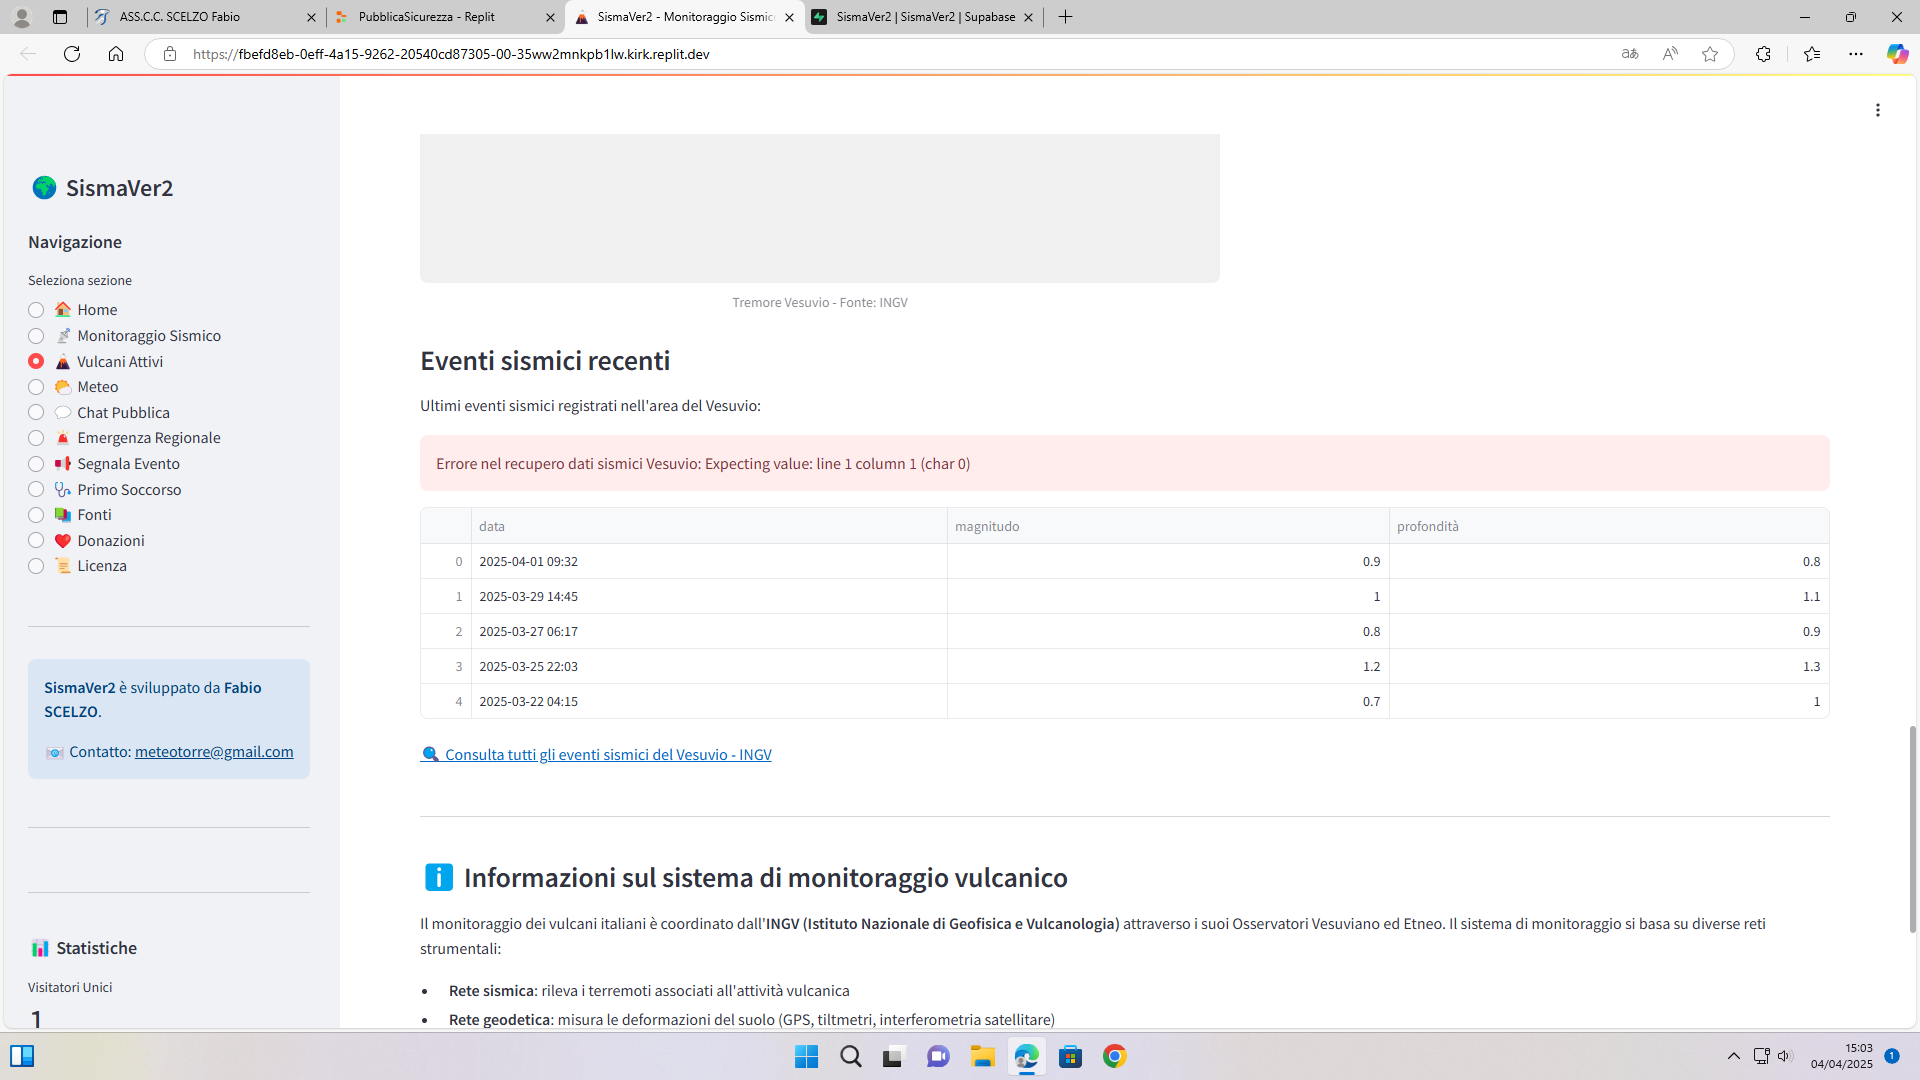 ASS.C.C. SCELZO Fabio
PubblicaSicurezza - Replit
SismaVer2 - Monitoraggio Sismic
SismaVer2 | SismaVer2 | Supabase
https://fbefd8eb-0eff-4a15-9262-20540cd87305-00-35ww2mnkpb1lw.kirk.replit.dev
SismaVer2
Navigazione
Seleziona sezione
Home
Monitoraggio Sismico
Vulcani Attivi
Meteo
Chat Pubblica
Emergenza Regionale
Segnala Evento
Primo Soccorso
Fonti
Donazioni
Licenza
SismaVer2 è sviluppato da Fabio
SCELZO.
Contatto: meteotorre@gmail.com
Statistiche
Visitatori Unici
1
Tremore Vesuvio - Fonte: INGV
Eventi sismici recenti
Ultimi eventi sismici registrati nell'area del Vesuvio:
Errore nel recupero dati sismici Vesuvio: Expecting value: line 1 column 1 (char 0)
data magnitudo profondità
0 2025-04-01 09:32 0.9 0.8
1 2025-03-29 14:45 1 1.1
2 2025-03-27 06:17 0.8 0.9
3 2025-03-25 22:03 1.2 1.3
4 2025-03-22 04:15 0.7 1
Consulta tutti gli eventi sismici del Vesuvio - INGV
Informazioni sul sistema di monitoraggio vulcanico
Il monitoraggio dei vulcani italiani è coordinato dall'INGV (Istituto Nazionale di Geofisica e Vulcanologia) attraverso i suoi Osservatori Vesuviano ed Etneo. Il sistema di monitoraggio si basa su diverse reti
strumentali:
• Rete sismica: rileva i terremoti associati all'attività vulcanica
• Rete geodetica: misura le deformazioni del suolo (GPS, tiltmetri, interferometria satellitare)
15:03
04/04/2025
1